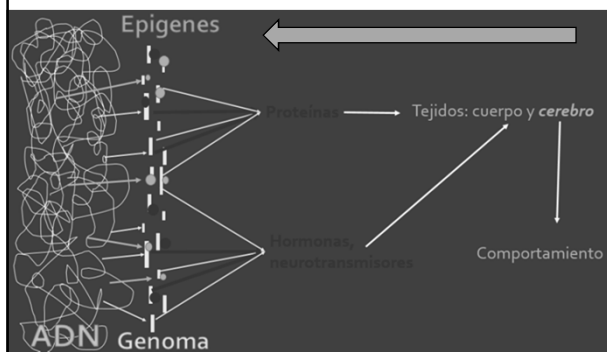 Epigenes
Proteínas
Tejidos: cuerpo y cerebro
Hormonas,
neurotransmisores
Comportamiento
ADN
Genoma